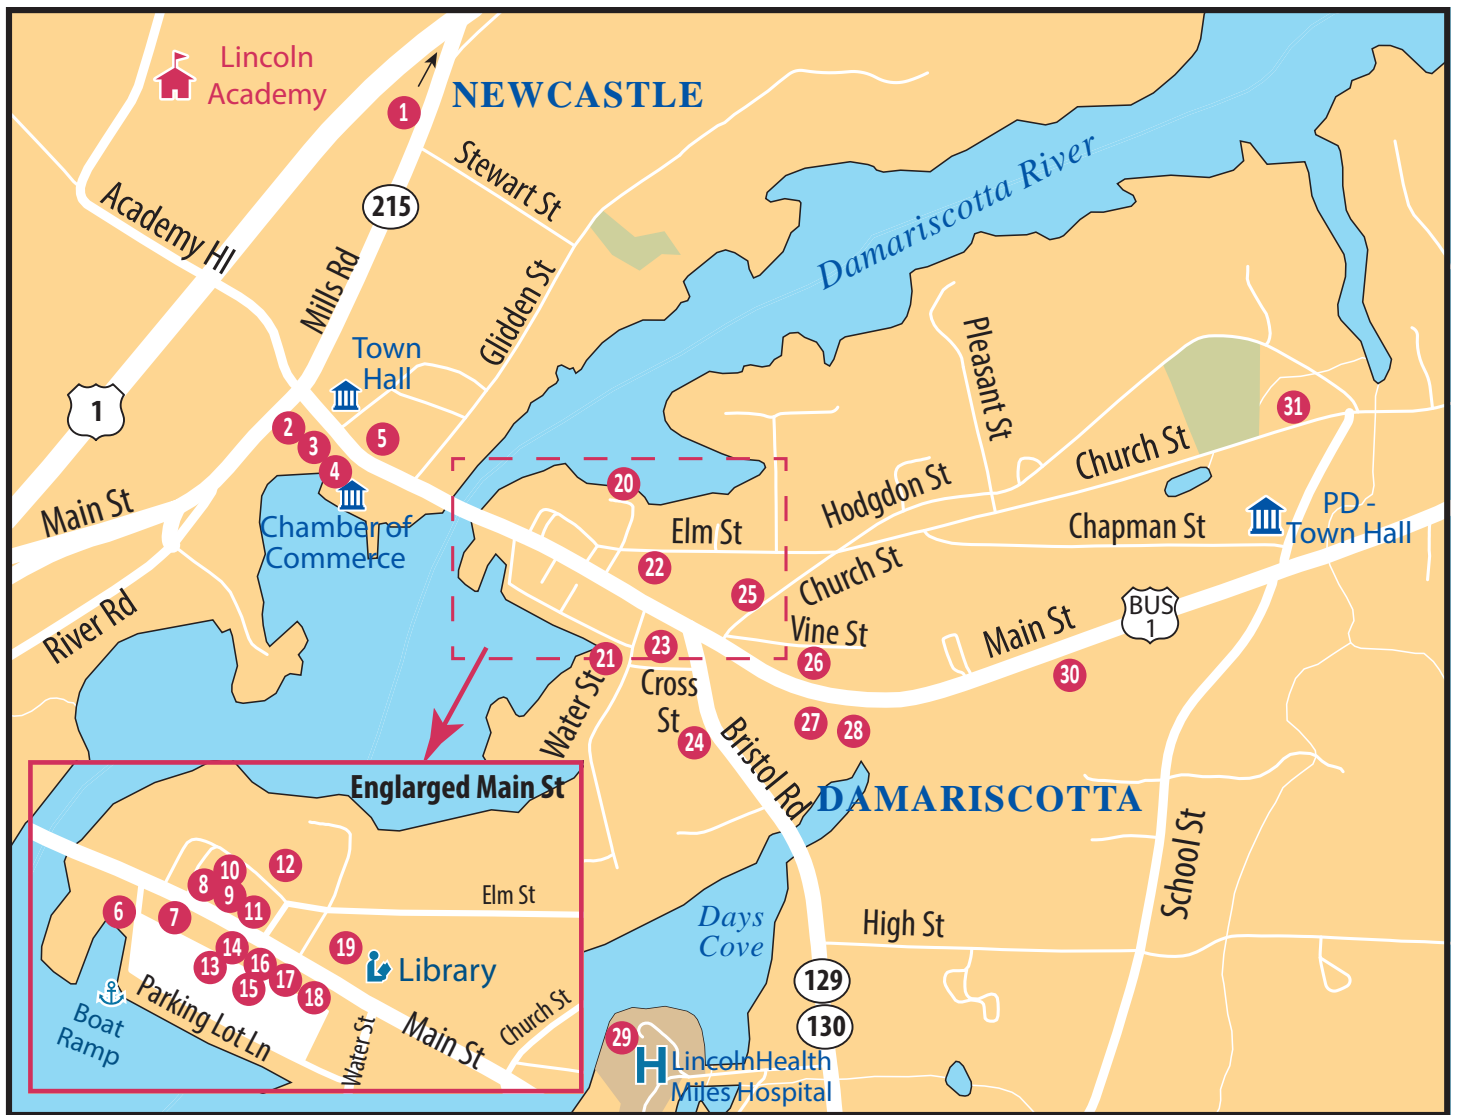 Lincoln
Academy
1
NEWCASTLE
Stewart St
215
Academy Hl
Mills Rd
Glidden St
Damariscotta River
Town
Hall
1
2
3
4
5
Chamber of
Commerce
Main St
River Rd
Pleasant St
31
Church St
Hodgdon St
20
Elm St
22
25
Church St
Chapman St
PD -
Town Hall
BUS
1
Vine St
Main St
21
23
26
30
Cross
St
Water St
24
27
28
Bristol Rd
DAMARISCOTTA
School St
High St
Days
Cove
129
130
29
H
LincolnHealth
Miles Hospital
Englarged Main St
8
10
9
12
11
6
7
Elm St
14
13
16
15
17
18
19
Library
Boat
Ramp
Parking Lot Ln
Water St
Main St
Church St